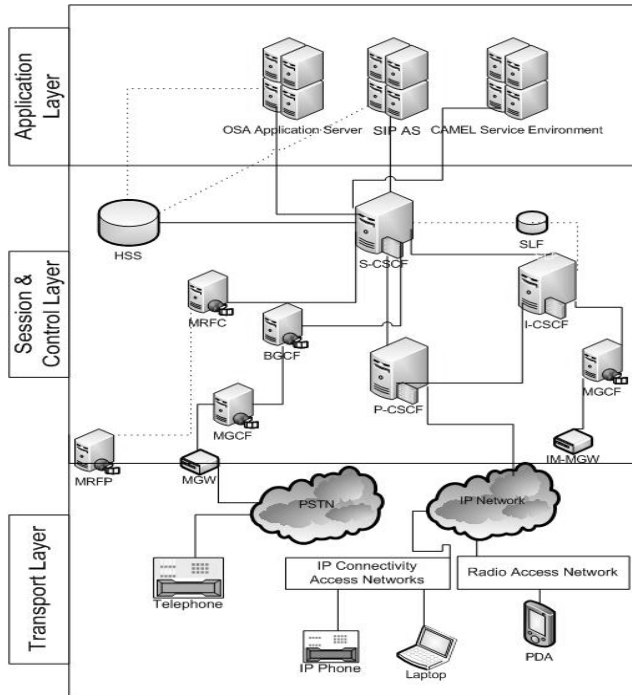 Application
Layer
OSA Application Server
SIP AS
CAMEL Service Environment
Session &
Control Layer
HSS
S-CSCF
SLF
MRFC
I-CSCF
BGCF
P-CSCF
MGCF
MGCF
MRFP
MGW
IM-MGW
Transport Layer
PSTN
IP Network
IP Connectivity
Access Networks
Radio Access Network
Telephone
IP Phone
Laptop
PDA